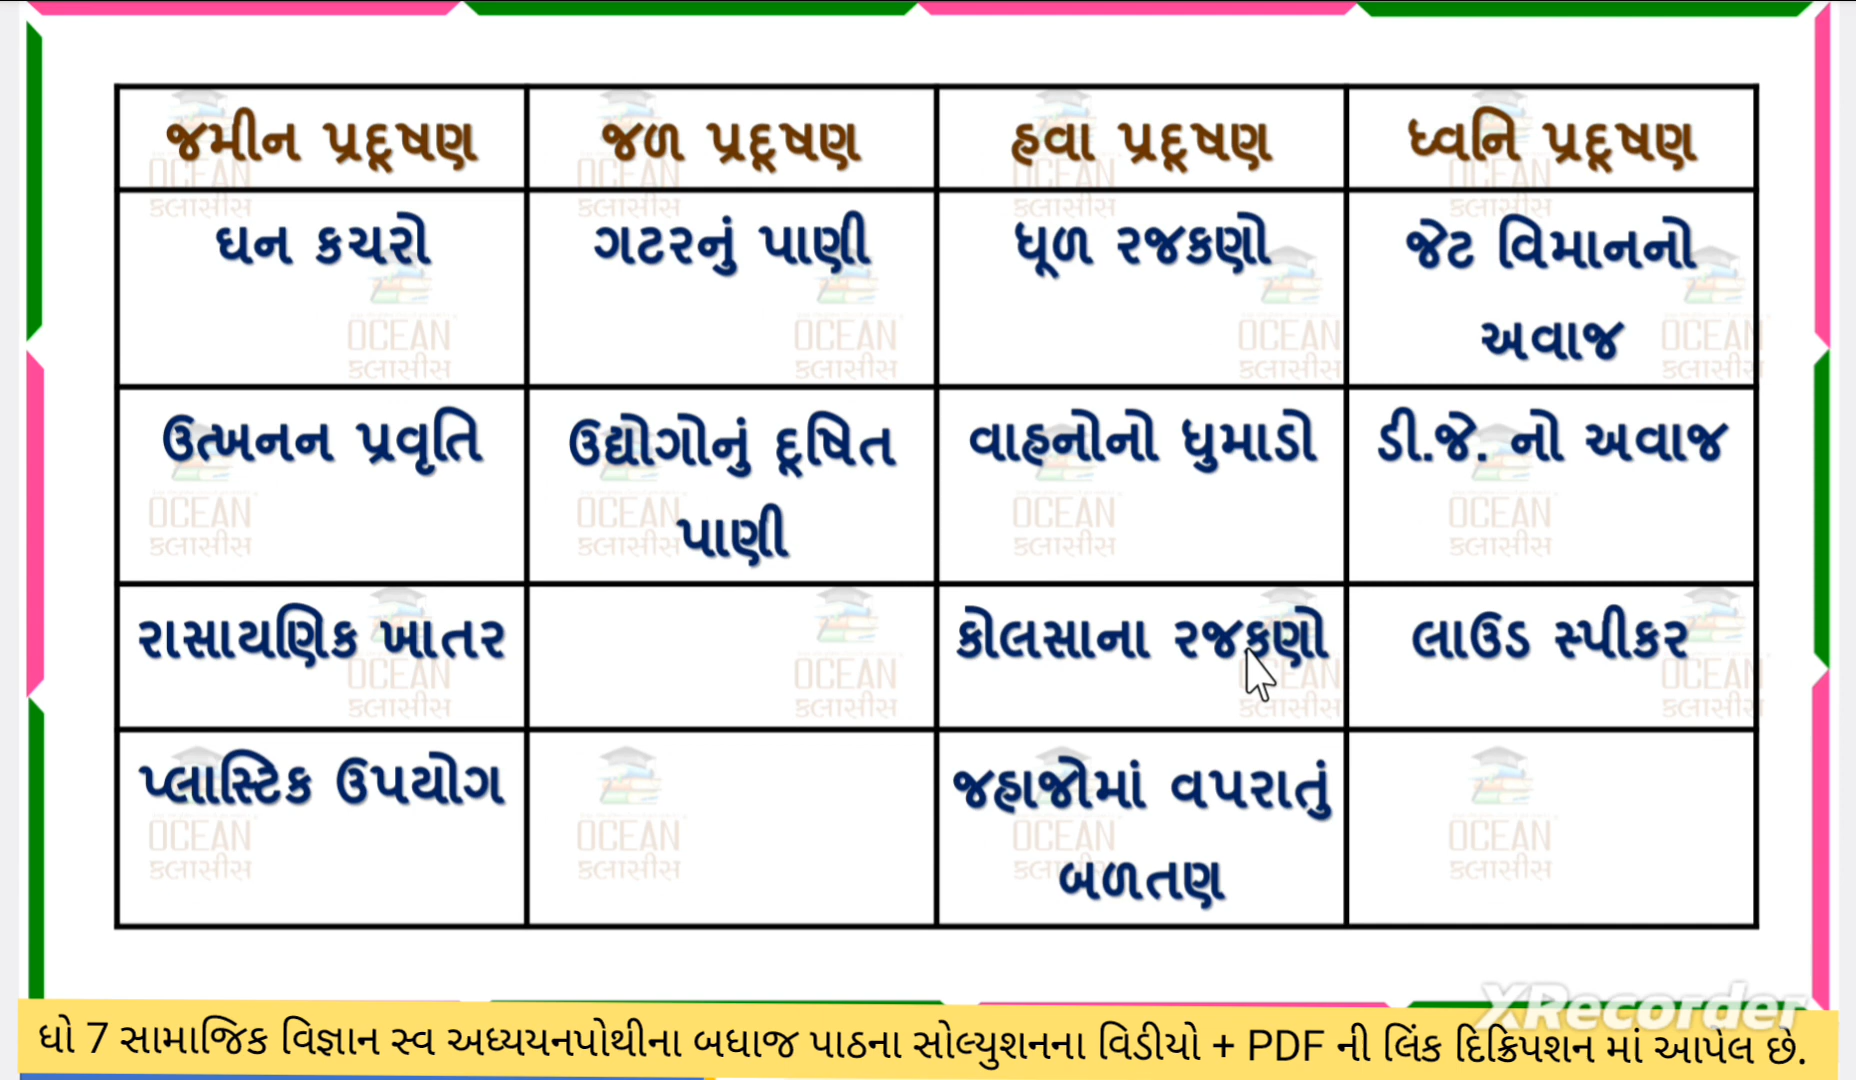 જમીન પ્રદૂષણ જળ પ્રદૂષણ હવા પ્રદૂષણ ધ્વનિ પ્રદૂષણ
ઘન કચરો ગટરનું પાણી ધૂળ રજકણો જેટ વિમાનનો
અવાજ
ઉત્ખનન પ્રવૃતિ ઉદ્યોગોનું દૂષિત વાહનોનો ધુમાડો ડી.જે. નો અવાજ
પાણી
રાસાયણિક ખાતર કોલસાના રજકણો લાઉડ સ્પીકર
પ્લાસ્ટિક ઉપયોગ જહાજોમાં વપરાતું
બળતણ
OCEAN
ક્લાસીસ
XRecorder
ધો 7 સામાજિક વિજ્ઞાન સ્વ અધ્યયનપોથીના બધાજ પાઠના સોલ્યુશનના વિડીયો + PDF ની લિંક દિક્રિપશન માં આપેલ છે.